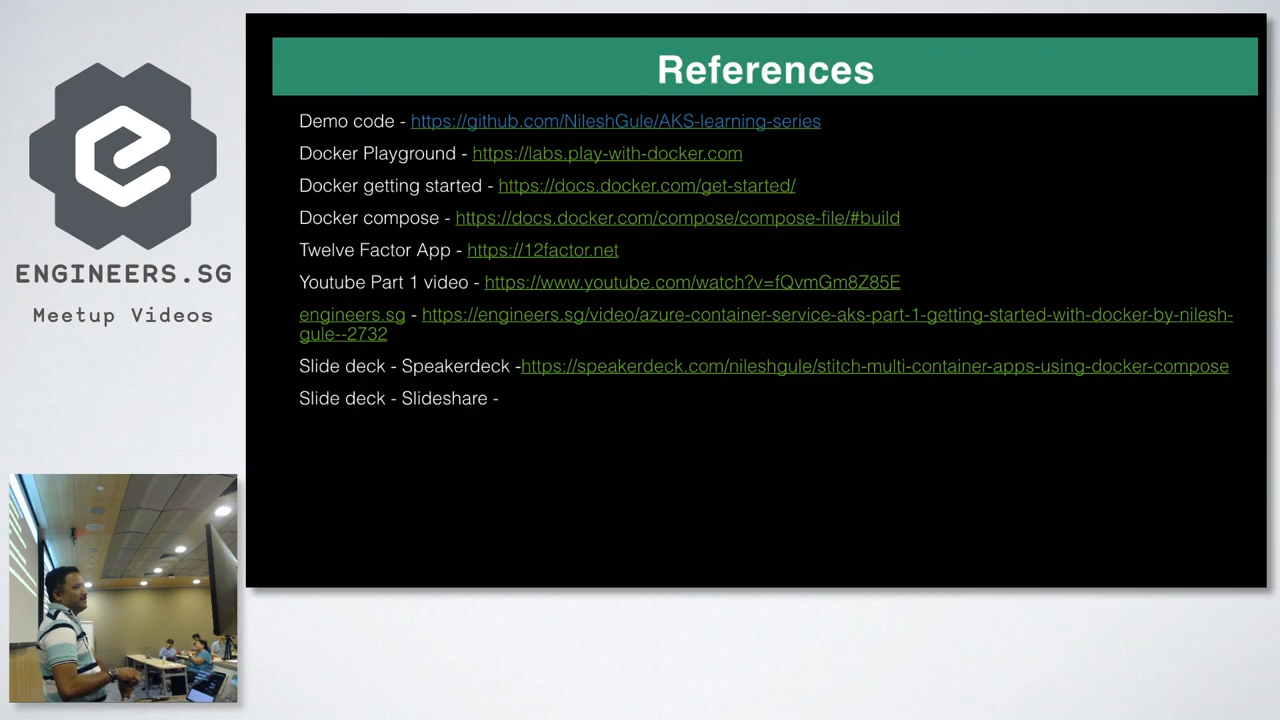 References
Demo code - https://github.com/NileshGule/AKS-learning-series
Docker Playground - https://labs.play-with-docker.com
Docker getting started - https://docs.docker.com/get-started/
Docker compose - https://docs.docker.com/compose/compose-file/#build
Twelve Factor App - https://12factor.net
Youtube Part 1 video - https://www.youtube.com/watch?v=fQvmGm8Z85E
engineers.sg - https://engineers.sg/video/azure-container-service-aks-part-1-getting-started-with-docker-by-nilesh-
gule--2732
Slide deck - Speakerdeck -https://speakerdeck.com/nileshgule/stitch-multi-container-apps-using-docker-compose
Slide deck - Slideshare -
ENGINEERS.SG
Meetup Videos